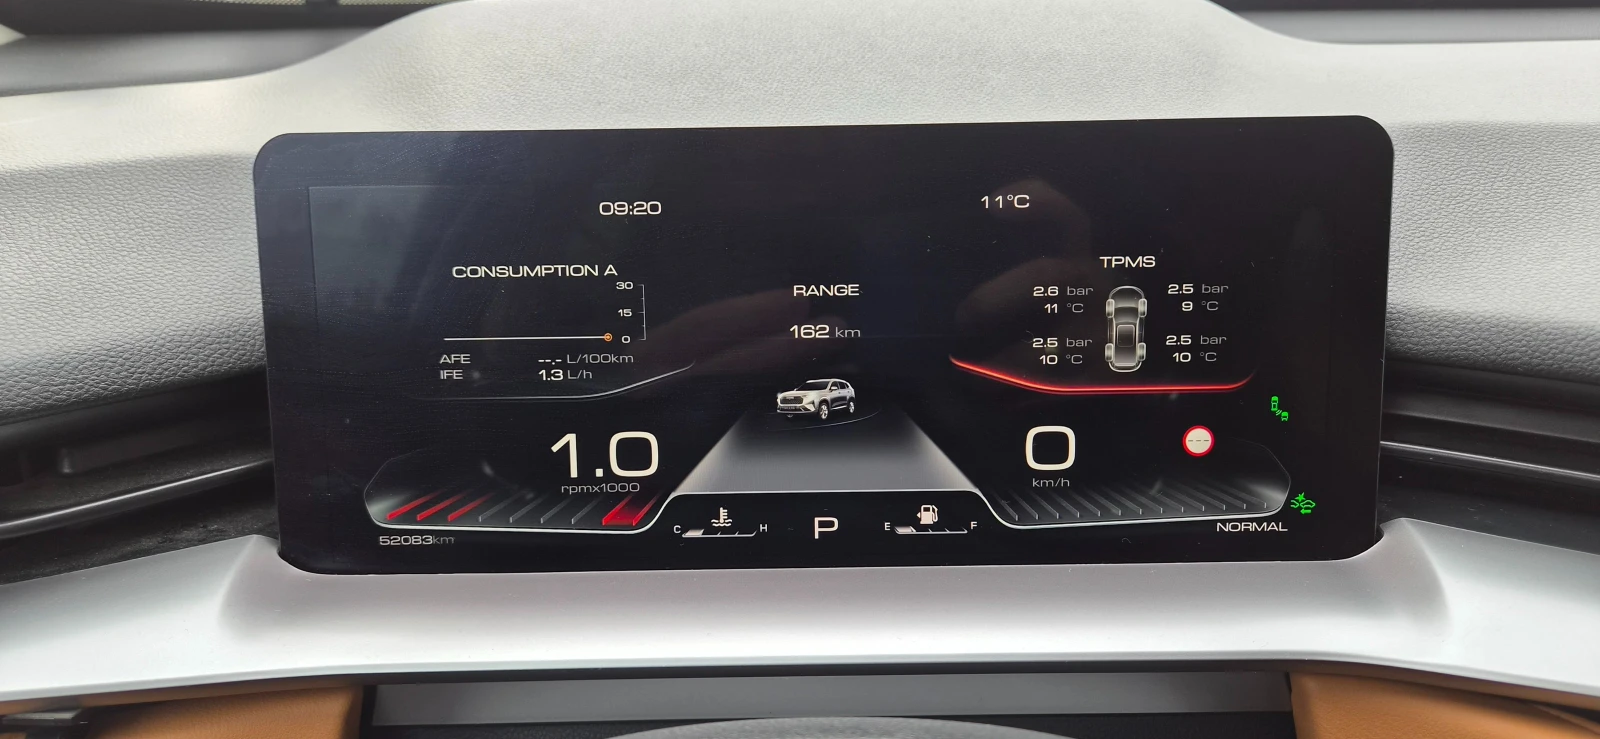 09:20
11°C
CONSUMPTION A
30
15
0
AFE --.- L/100km
IFE 1.3 L/h
RANGE
162 km
TPMS
2.6 bar 2.5 bar
11 °C 9 °C
2.5 bar 2.5 bar
10 °C 10 °C
1.0
rpmx1000
0
km/h
---
C H
P
E F
NORMAL
52083km